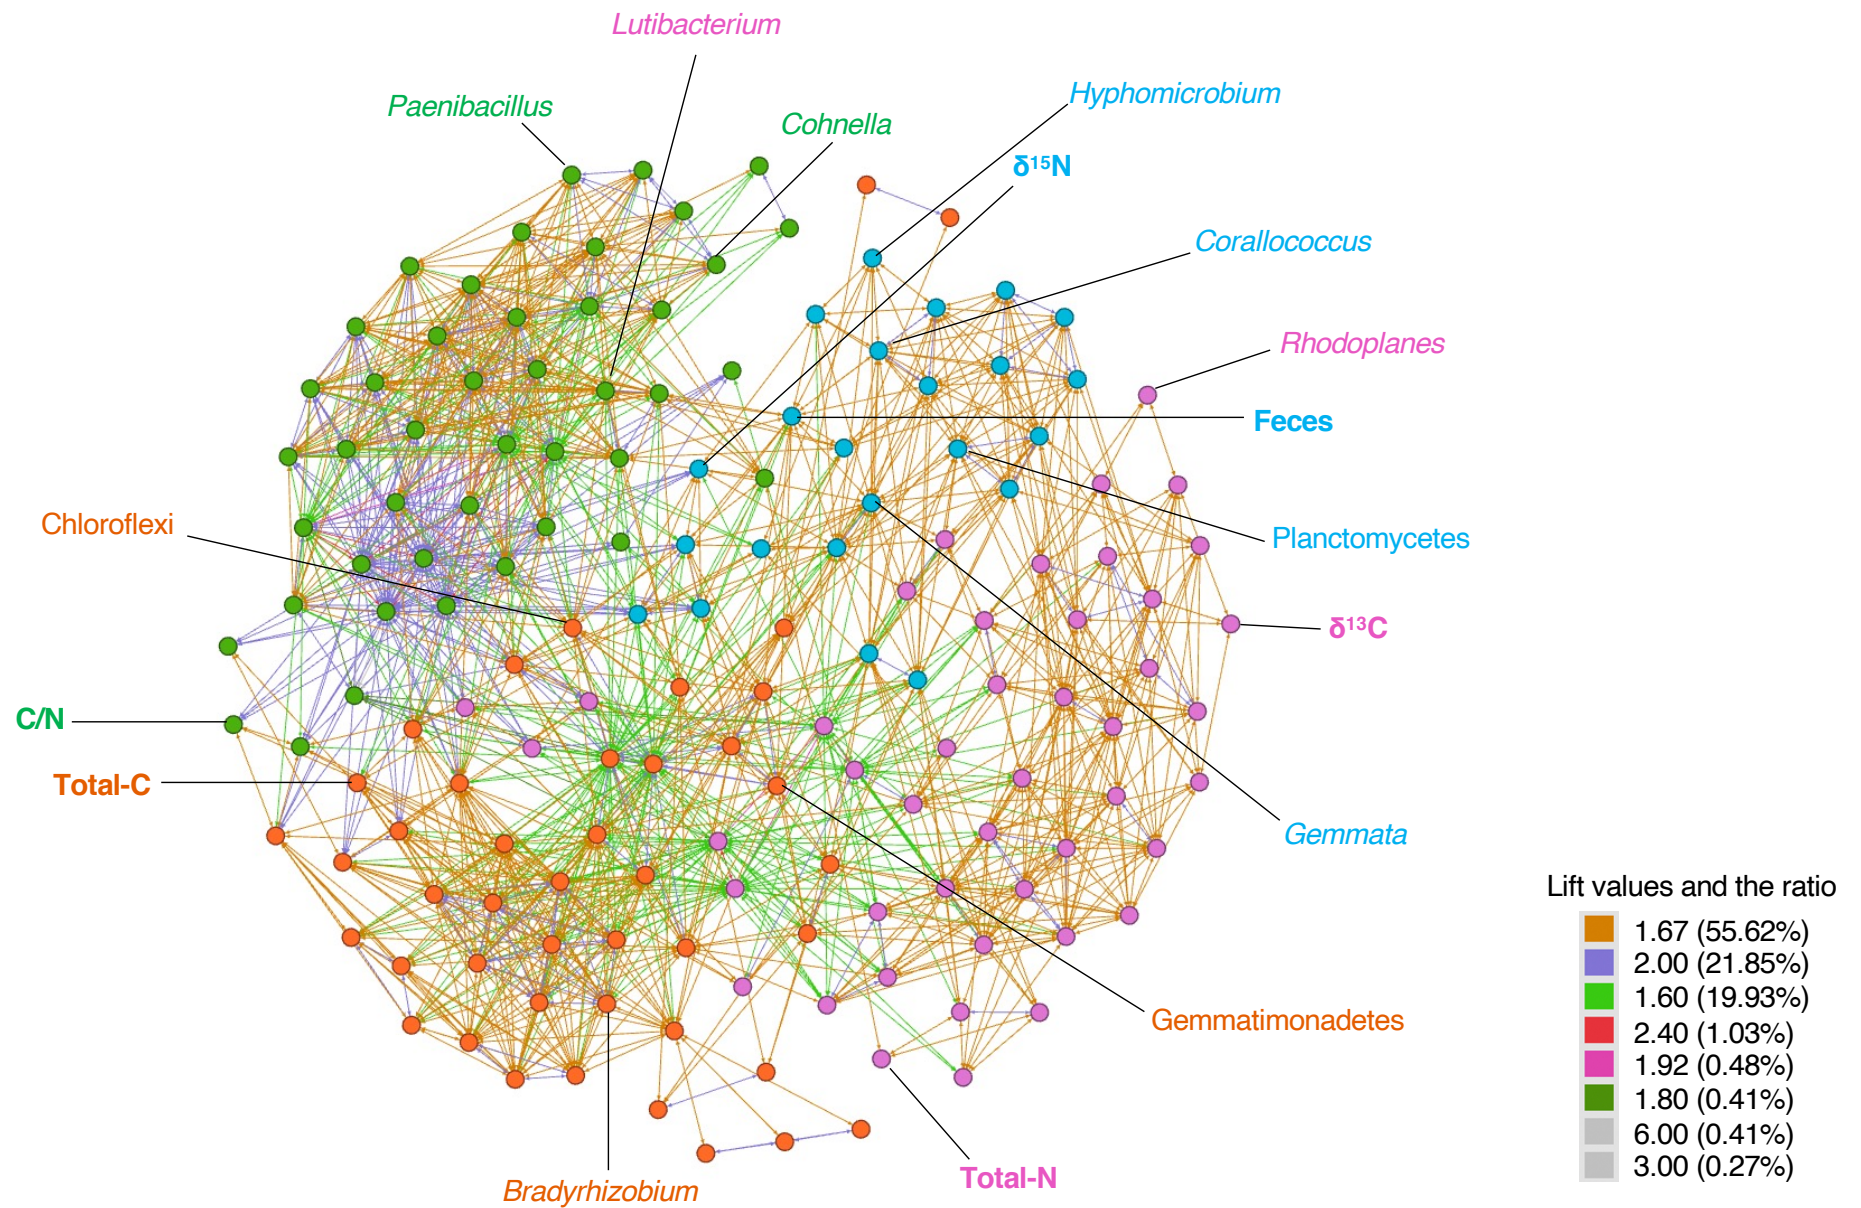 Lutibacterium
Paenibacillus
Cohnella
Hyphomicrobium
δ¹⁵N
Corallococcus
Rhodoplanes
Feces
Chloroflexi
Planctomycetes
δ¹³C
C/N
Total-C
Gemmata
Gemmatimonadetes
Total-N
Bradyrhizobium
Lift values and the ratio
1.67 (55.62%)
2.00 (21.85%)
1.60 (19.93%)
2.40 (1.03%)
1.92 (0.48%)
1.80 (0.41%)
6.00 (0.41%)
3.00 (0.27%)